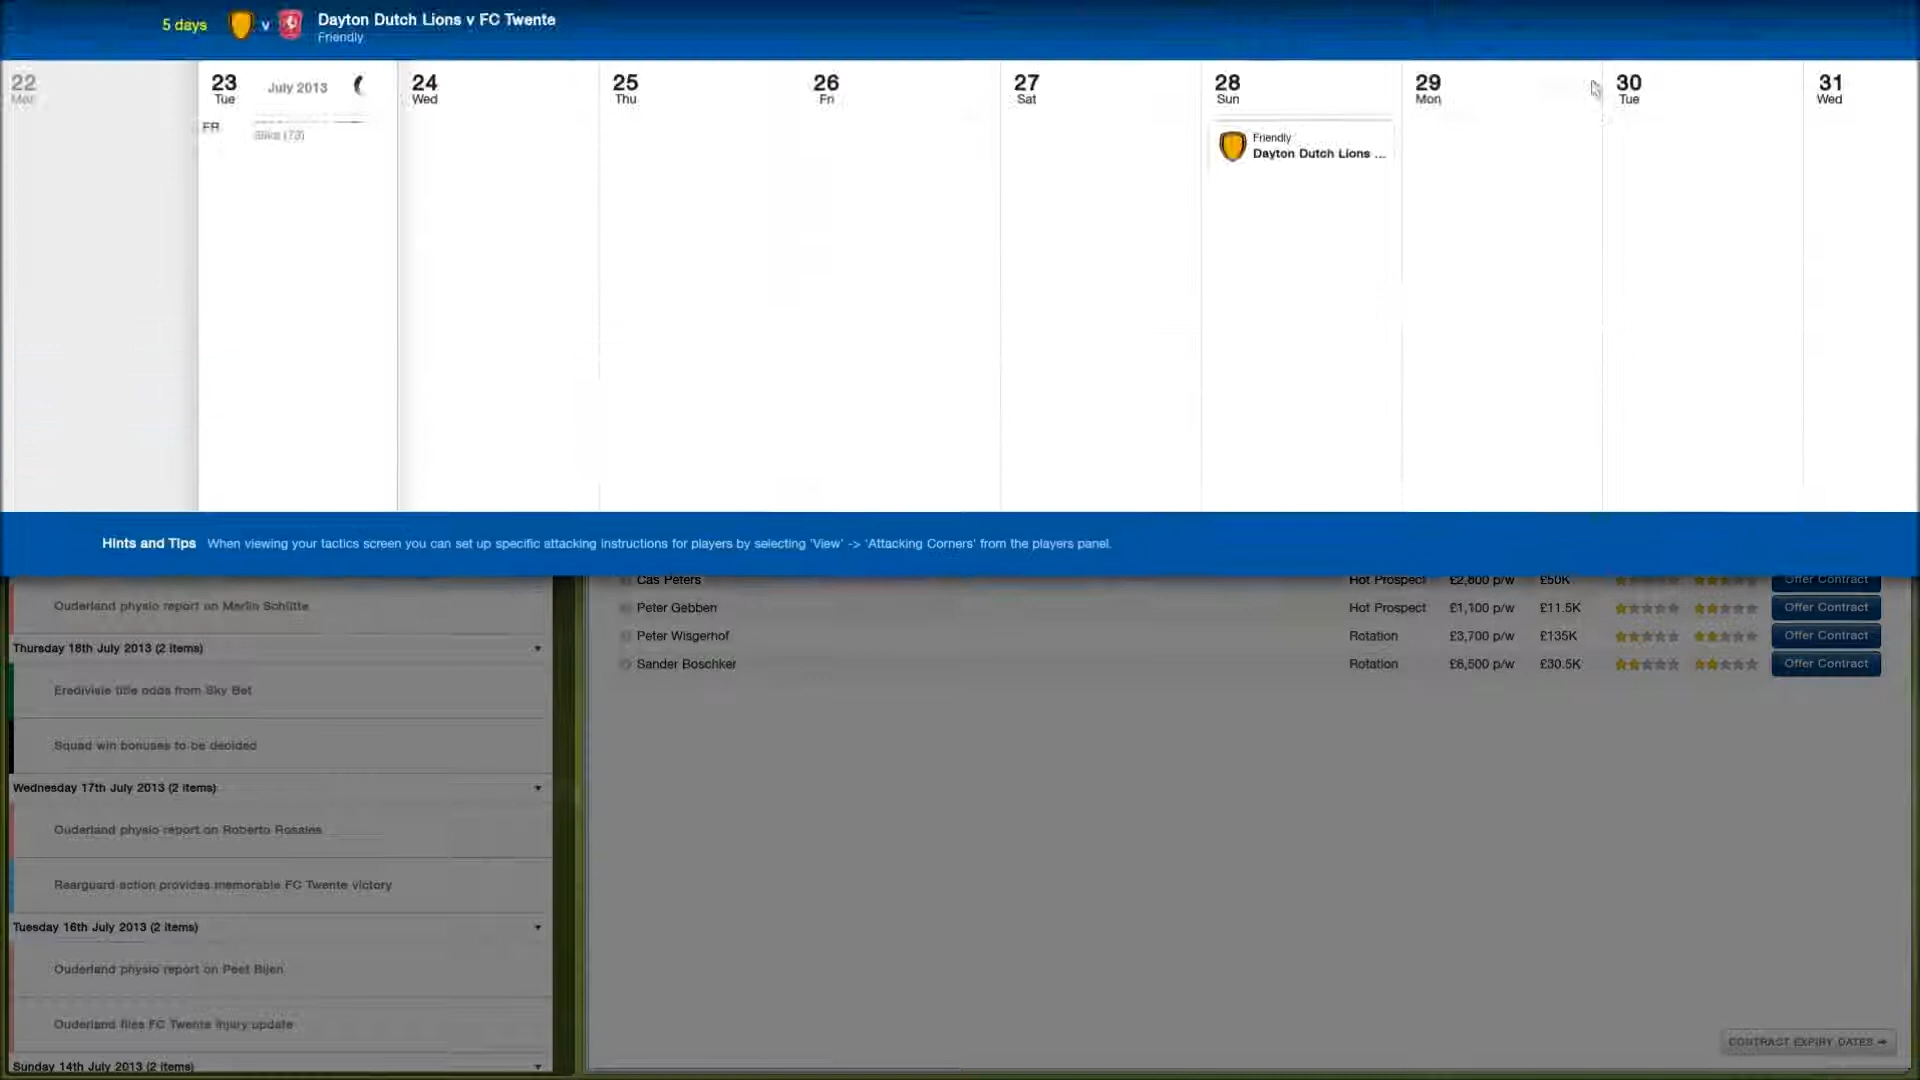 5 days
v
Dayton Dutch Lions v FC Twente
Friendly
22
Mon
23
Tue
July 2013
24
Wed
25
Thu
26
Fri
27
Sat
28
Sun
29
Mon
30
Tue
31
Wed
FR
(73)
Friendly
Dayton Dutch Lions ...
Hints and Tips When viewing your tactics screen you can set up specific attacking instructions for players by selecting 'View' -> 'Attacking Corners' from the players panel.
Cas Peters Hot Prospect £2,800 p/w £50K Offer Contract
Ouderland physio report on Merlin Schütte
Peter Gebben Hot Prospect £1,100 p/w £11.5K Offer Contract
Peter Wisgerhof Rotation £3,700 p/w £135K Offer Contract
Thursday 18th July 2013 (2 items)
Sander Boschker Rotation £6,500 p/w £30.5K Offer Contract
Eredivisie title odds from Sky Bet
Squad win bonuses to be decided
Wednesday 17th July 2013 (2 items)
Ouderland physio report on Roberto Rosales
Rearguard action provides memorable FC Twente victory
Tuesday 16th July 2013 (2 items)
Ouderland physio report on Peet Bijen
Ouderland files FC Twente injury update
CONTRACT EXPIRY DATES
Sunday 14th July 2013 (2 items)